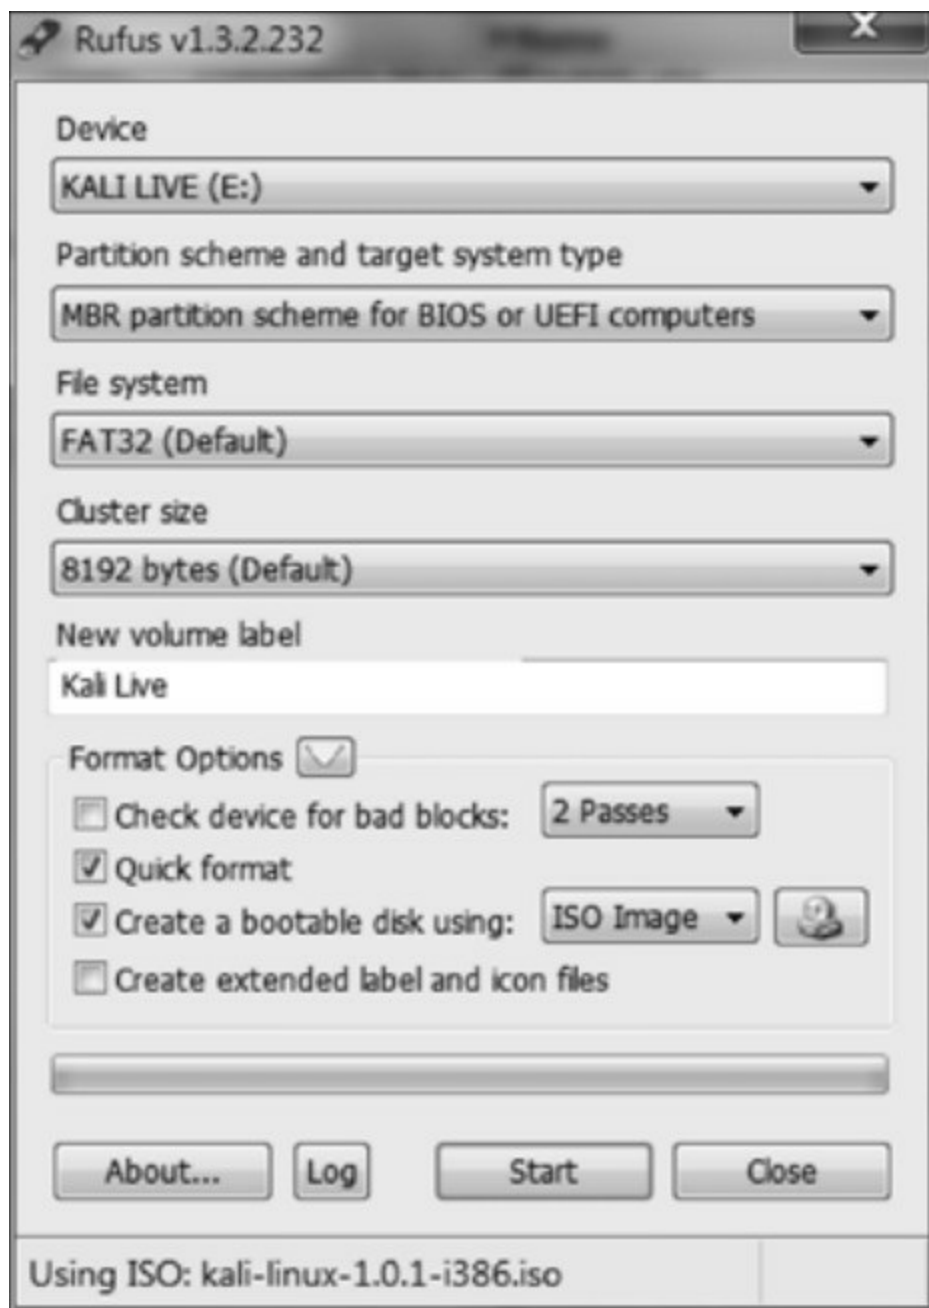 Rufus v1.3.2.232
Device
KALI LIVE (E:)
Partition scheme and target system type
MBR partition scheme for BIOS or UEFI computers
File system
FAT32 (Default)
Cluster size
8192 bytes (Default)
New volume label
Kali Live
Format Options
Check device for bad blocks: 2 Passes
Quick format
Create a bootable disk using: ISO Image
Create extended label and icon files
About... Log Start Close
Using ISO: kali-linux-1.0.1-i386.iso